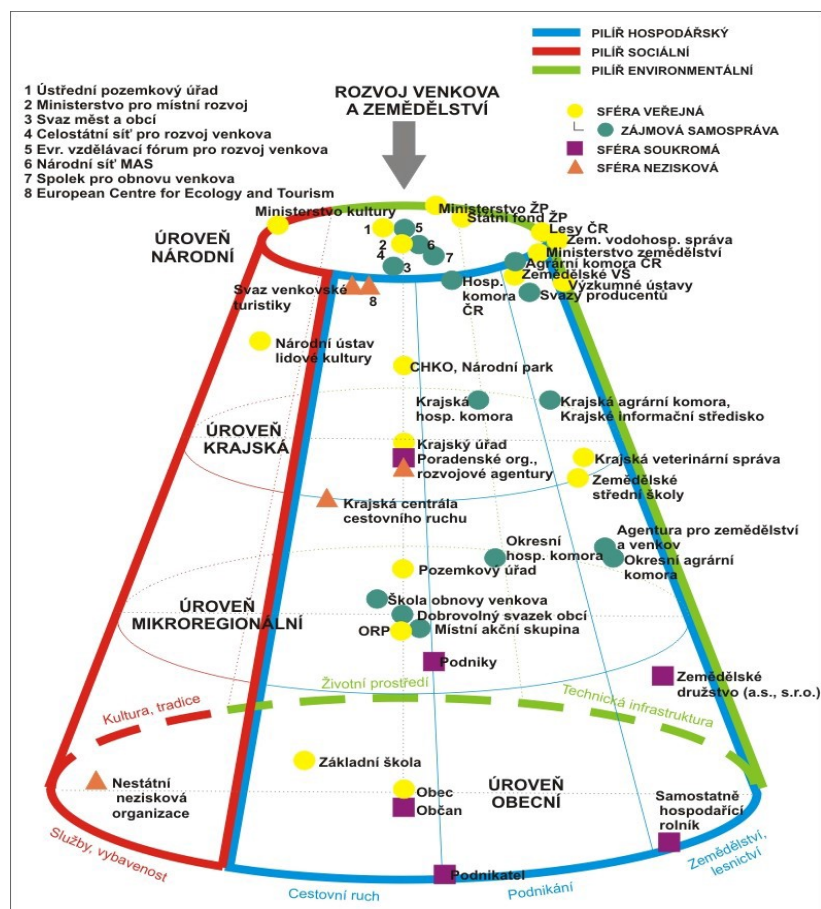 PILÍŘ HOSPODÁŘSKÝ
PILÍŘ SOCIÁLNÍ
PILÍŘ ENVIRONMENTÁLNÍ
ROZVOJ VENKOVA
A ZEMĚDĚLSTVÍ
1 Ústřední pozemkový úřad
2 Ministerstvo pro místní rozvoj
3 Svaz měst a obcí
4 Celostátní síť pro rozvoj venkova
5 Evr. vzdělávací fórum pro rozvoj venkova
6 Národní síť MAS
7 Spolek pro obnovu venkova
8 European Centre for Ecology and Tourism
SFÉRA VEŘEJNÁ
ZÁJMOVÁ SAMOSPRÁVA
SFÉRA SOUKROMÁ
SFÉRA NEZISKOVÁ
Ministerstvo kultury
Ministerstvo ŽP
Státní fond ŽP
1
5
Lesy ČR
ÚROVEŇ
NÁRODNÍ
2
6
Zem. vodohosp. správa
4
7
Ministerstvo zemědělství
3
Agrární komora ČR
Zemědělské VŠ
Svaz venkovské
turistiky
8
Hosp.
komora
ČR
Výzkumné ústavy
Svazy producentů
Národní ústav
lidové kultury
CHKO, Národní park
Krajská
hosp. komora
Krajská agrární komora,
Krajské informační středisko
ÚROVEŇ
KRAJSKÁ
Krajský úřad
Poradenské org.,
rozvojové agentury
Krajská veterinární správa
Zemědělské
střední školy
Krajská centrála
cestovního ruchu
Okresní
hosp. komora
Agentura pro zemědělství
a venkov
Okresní agrární
komora
Pozemkový úřad
ÚROVEŇ
MIKROREGIONÁLNÍ
Škola obnovy venkova
Dobrovolný svazek obcí
ORP
Místní akční skupina
Podniky
Zemědělské
družstvo (a.s., s.r.o.)
Životní prostředí
Kultura, tradice
Technická infrastruktura
Základní škola
Nestátní
nezisková
organizace
Obec
Občan
ÚROVEŇ
OBECNÍ
Samostatně
hospodařící
rolník
Služby, vybavenost
Cestovní ruch
Podnikatel
Podnikání
Zemědělství,
lesnictví